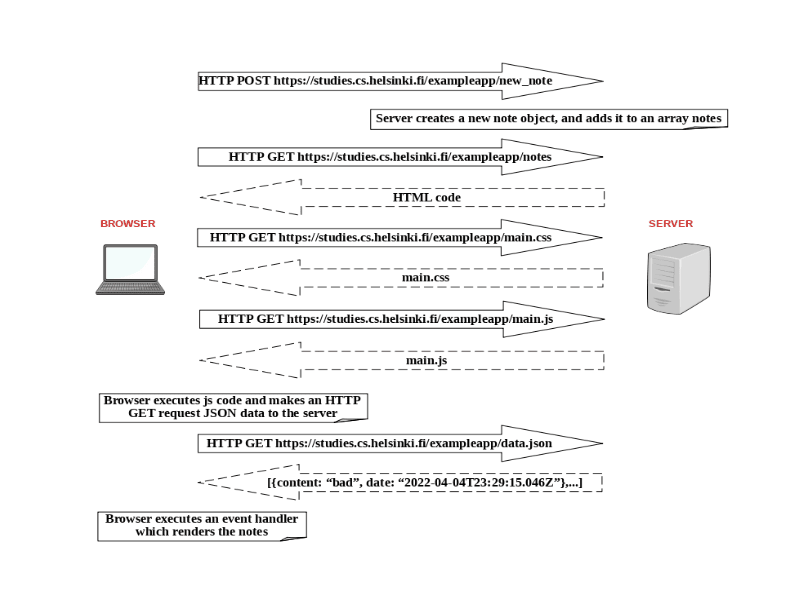 HTTP POST https://studies.cs.helsinki.fi/exampleapp/new_note
Server creates a new note object, and adds it to an array notes
HTTP GET https://studies.cs.helsinki.fi/exampleapp/notes
HTML code
BROWSER
SERVER
HTTP GET https://studies.cs.helsinki.fi/exampleapp/main.css
main.css
HTTP GET https://studies.cs.helsinki.fi/exampleapp/main.js
main.js
Browser executes js code and makes an HTTP
GET request JSON data to the server
HTTP GET https://studies.cs.helsinki.fi/exampleapp/data.json
[{content: “bad”, date: “2022-04-04T23:29:15.046Z”},...]
Browser executes an event handler
which renders the notes